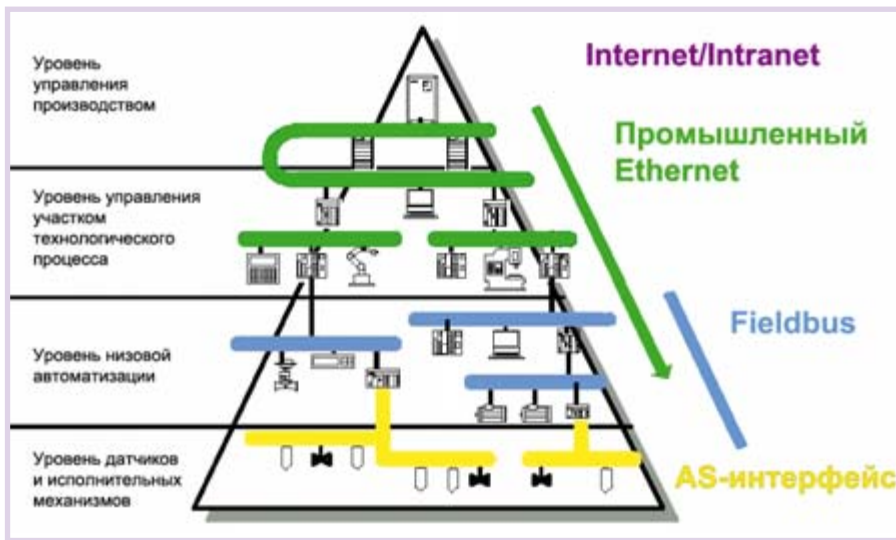 Уровень
управления
производством
Internet/Intranet
Промышленный
Ethernet
Уровень управления
участком
технологического
процесса
Fieldbus
Уровень низовой
автоматизации
Уровень датчиков
и исполнительных
механизмов
AS-интерфейс